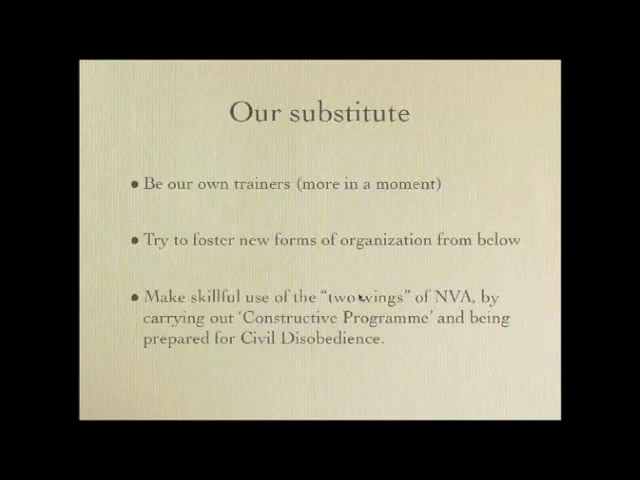 Our substitute
• Be our own trainers (more in a moment)
• Try to foster new forms of organization from below
• Make skillful use of the “two wings” of NVA, by
carrying out ‘Constructive Programme’ and being
prepared for Civil Disobedience.